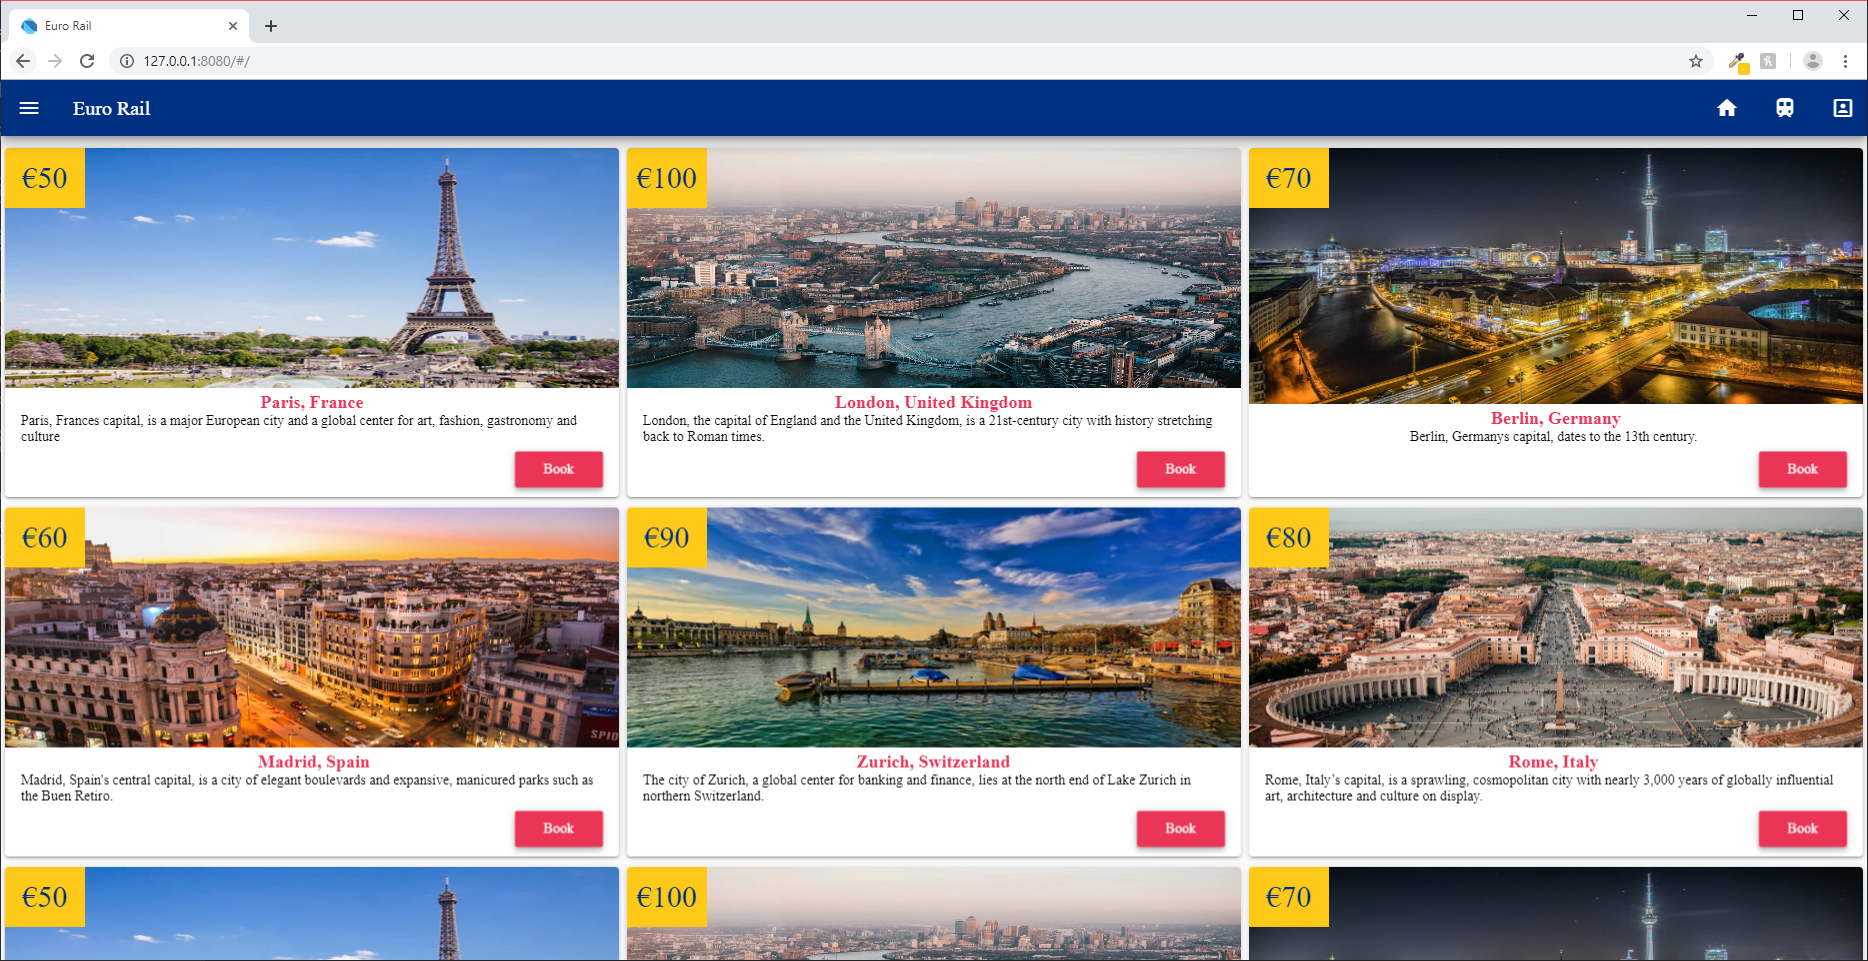 Euro Rail
127.0.0.1:8080/#/
Euro Rail
€50
€100
€70
Paris, France
Paris, Frances capital, is a major European city and a global center for art, fashion, gastronomy and
culture
Book
London, United Kingdom
London, the capital of England and the United Kingdom, is a 21st-century city with history stretching
back to Roman times.
Book
Berlin, Germany
Berlin, Germanys capital, dates to the 13th century.
Book
€60
€90
€80
Madrid, Spain
Madrid, Spain's central capital, is a city of elegant boulevards and expansive, manicured parks such as
the Buen Retiro.
Book
Zurich, Switzerland
The city of Zurich, a global center for banking and finance, lies at the north end of Lake Zurich in
northern Switzerland.
Book
Rome, Italy
Rome, Italy’s capital, is a sprawling, cosmopolitan city with nearly 3,000 years of globally influential
art, architecture and culture on display.
Book
€50
€100
€70